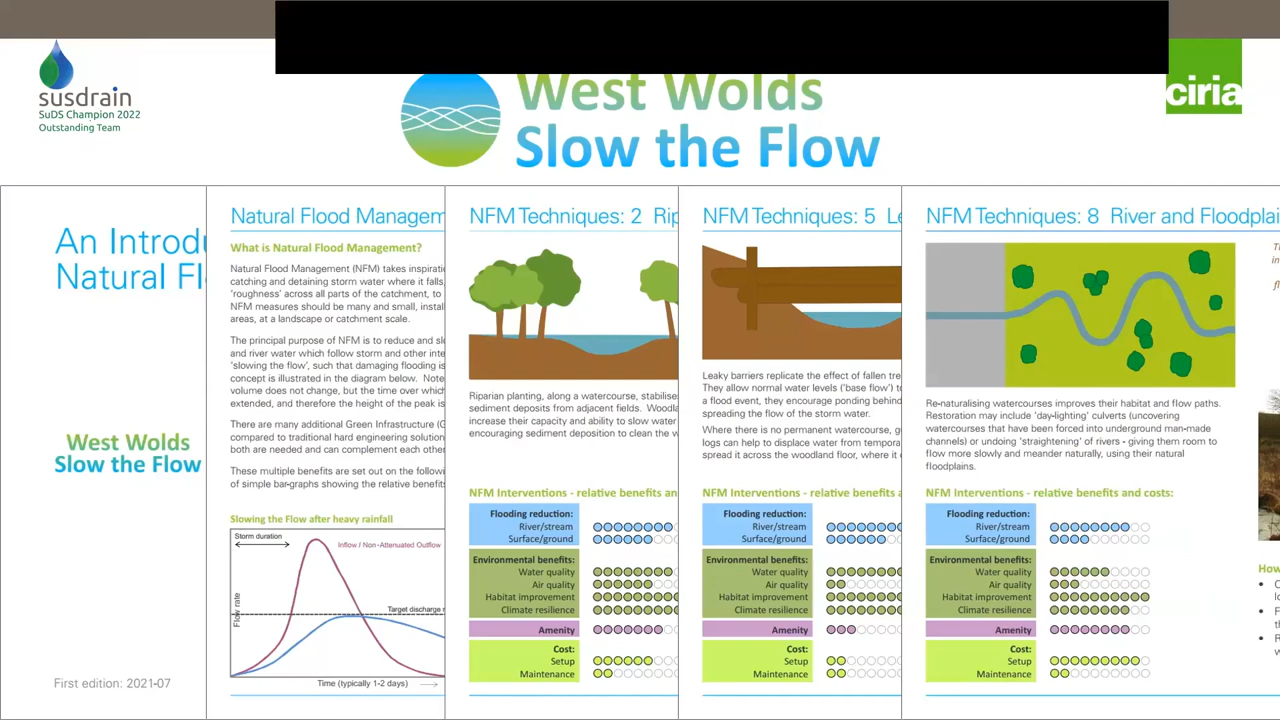 susdrain
SuDS Champion 2022
Outstanding Team
West Wolds
Slow the Flow
ciria
An Introdu
Natural Fl
West Wolds
Slow the Flow
First edition: 2021-07
Natural Flood Managem
What is Natural Flood Management?
Natural Flood Management (NFM) takes inspirati
catching and detaining storm water where it falls,
'roughness' across all parts of the catchment, to
NFM measures should be many and small, install
areas, at a landscape or catchment scale.
The principal purpose of NFM is to reduce and sl
and river water which follow storm and other inte
'slowing the flow', such that damaging flooding is
concept is illustrated in the diagram below. Note
volume does not change, but the time over which
extended, and therefore the height of the peak is
There are many additional Green Infrastructure (G
compared to traditional hard engineering solution
both are needed and can complement each other
These multiple benefits are set out on the followi
of simple bar-graphs showing the relative benefit
Slowing the Flow after heavy rainfall
Storm duration
Inflow / Non-Attenuated Outflow
Target discharge r
Flow rate
Time (typically 1-2 days)
NFM Techniques: 2 Rip
Riparian planting, along a watercourse, stabilise
sediment deposits from adjacent fields. Woodla
increase their capacity and ability to slow water
encouraging sediment deposition to clean the w
NFM Interventions - relative benefits an
Flooding reduction:
River/stream
Surface/ground
Environmental benefits:
Water quality
Air quality
Habitat improvement
Climate resilience
Amenity
Cost:
Setup
Maintenance
NFM Techniques: 5 Le
Leaky barriers replicate the effect of fallen tre
They allow normal water levels ('base flow') to
a flood event, they encourage ponding behin
spreading the flow of the storm water.
Where there is no permanent watercourse, g
logs can help to displace water from tempora
spread it across the woodland floor, where it
NFM Interventions - relative benefits a
Flooding reduction:
River/stream
Surface/ground
Environmental benefits:
Water quality
Air quality
Habitat improvement
Climate resilience
Amenity
Cost:
Setup
Maintenance
NFM Techniques: 8 River and Floodplai
Re-naturalising watercourses improves their habitat and flow paths.
Restoration may include 'day-lighting' culverts (uncovering
watercourses that have been forced into underground man-made
channels) or undoing 'straightening' of rivers - giving them room to
flow more slowly and meander naturally, using their natural
floodplains.
NFM Interventions - relative benefits and costs:
Flooding reduction:
River/stream
Surface/ground
Environmental benefits:
Water quality
Air quality
Habitat improvement
Climate resilience
Amenity
Cost:
Setup
Maintenance
How